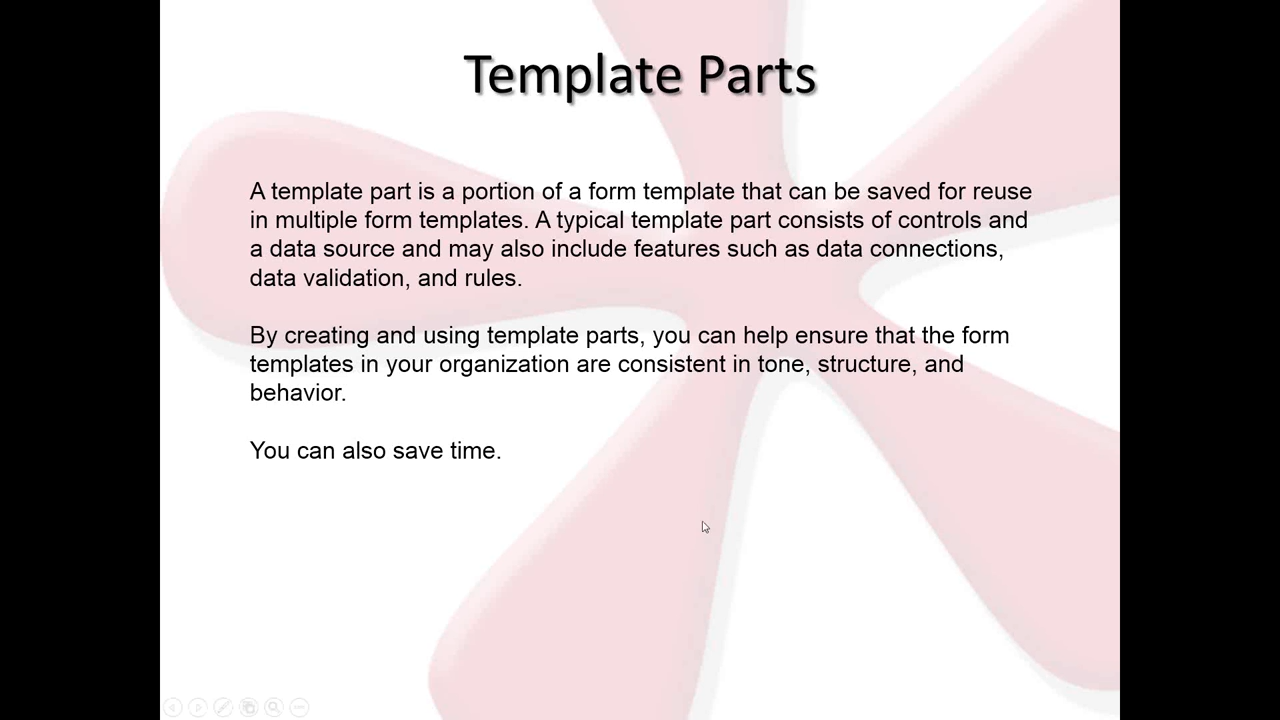 Template Parts
A template part is a portion of a form template that can be saved for reuse
in multiple form templates. A typical template part consists of controls and
a data source and may also include features such as data connections,
data validation, and rules.
By creating and using template parts, you can help ensure that the form
templates in your organization are consistent in tone, structure, and
behavior.
You can also save time.